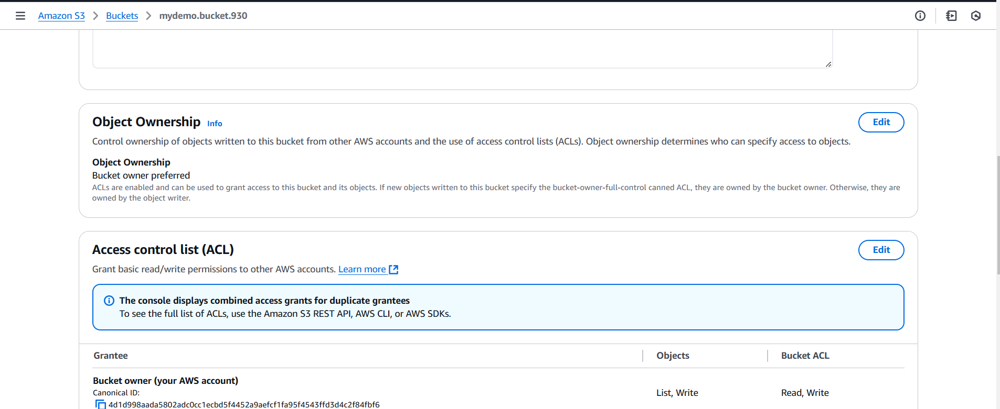 Amazon S3 > Buckets > mydemo.bucket.930
Object Ownership Info
Edit
Control ownership of objects written to this bucket from other AWS accounts and the use of access control lists (ACLs). Object ownership determines who can specify access to objects.
Object Ownership
Bucket owner preferred
ACLs are enabled and can be used to grant access to this bucket and its objects. If new objects written to this bucket specify the bucket-owner-full-control canned ACL, they are owned by the bucket owner. Otherwise, they are
owned by the object writer.
Access control list (ACL)
Edit
Grant basic read/write permissions to other AWS accounts. Learn more
The console displays combined access grants for duplicate grantees
To see the full list of ACLs, use the Amazon S3 REST API, AWS CLI, or AWS SDKs.
Grantee Objects Bucket ACL
Bucket owner (your AWS account)
Canonical ID:
List, Write Read, Write
4d1d998aada5802adc0cc1ecbd5f4452a9aefcf1fa95f4543ffd3d4c2f84fbf6